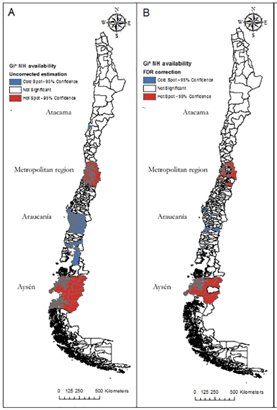 A
N
W
E
S
Gi* NH availability
Uncorrected estimation
Cold Spot - 95% Confidence
Not Significant
Hot Spot - 95% Confidence
Atacama
Metropolitan region
Araucanía
Aysén
0 125 250 500 Kilometers
B
N
W
E
S
Gi* NH availability
FDR correction
Cold Spot - 95% Confidence
Not Significant
Hot Spot - 95% Confidence
Atacama
Metropolitan region
Araucanía
Aysén
0 125 250 500 Kilometers